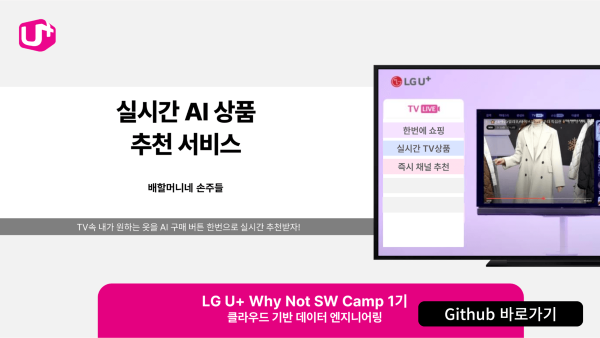 U+
실시간 AI 상품
추천 서비스
배할머니네 손주들
TV속 내가 원하는 옷을 AI 구매 버튼 한번으로 실시간 추천받자!
LG U+
TV LIVE
한번에 쇼핑
실시간 TV상품
즉시 채널 추천
LG U+ Why Not SW Camp 1기
클라우드 기반 데이터 엔지니어링
Github 바로가기